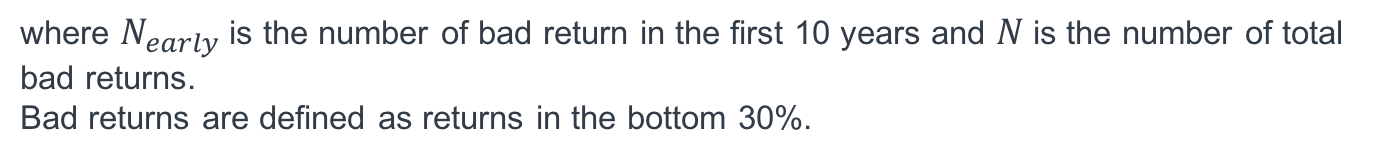 where N_early is the number of bad return in the first 10 years and N is the number of total
bad returns.
Bad returns are defined as returns in the bottom 30%.